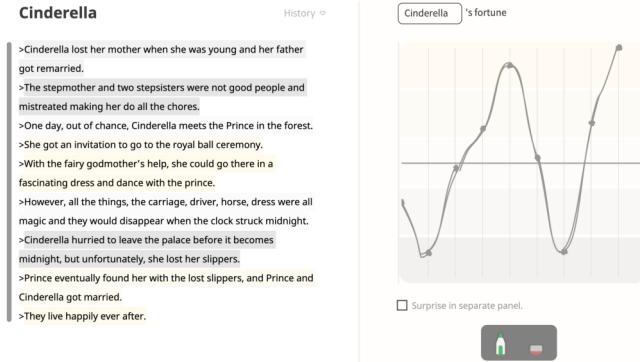 Cinderella
History
>Cinderella lost her mother when she was young and her father
got remarried.
>The stepmother and two stepsisters were not good people and
mistreated making her do all the chores.
>One day, out of chance, Cinderella meets the Prince in the forest.
>She got an invitation to go to the royal ball ceremony.
>With the fairy godmother's help, she could go there in a
fascinating dress and dance with the prince.
>However, all the things, the carriage, driver, horse, dress were all
magic and they would disappear when the clock struck midnight.
>Cinderella hurried to leave the palace before it becomes
midnight, but unfortunately, she lost her slippers.
>Prince eventually found her with the lost slippers, and Prince and
Cinderella got married.
>They live happily ever after.
Cinderella 's fortune
Surprise in separate panel.